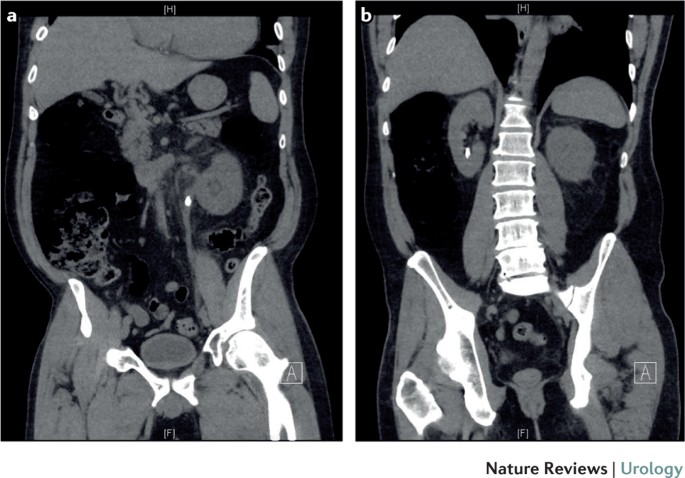 a
[H]
A
[F]
b
[H]
A
[F]
Nature Reviews | Urology